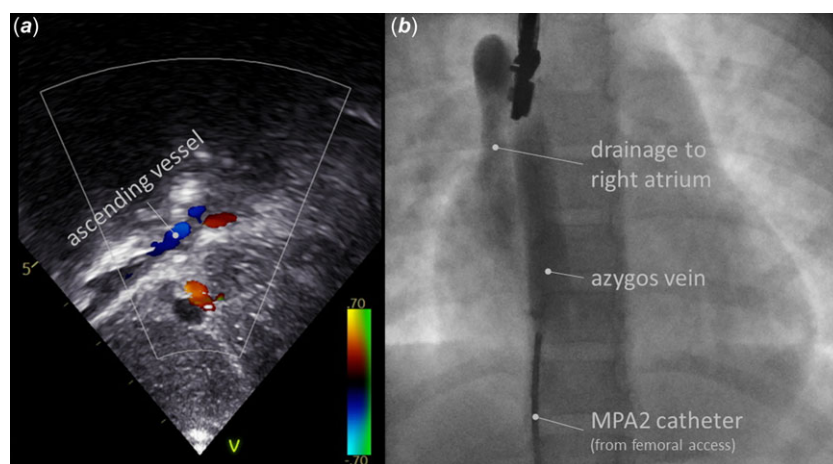 (a)
ascending vessel
5
.70
-.70
V
(b)
drainage to
right atrium
azygos vein
MPA2 catheter
(from femoral access)